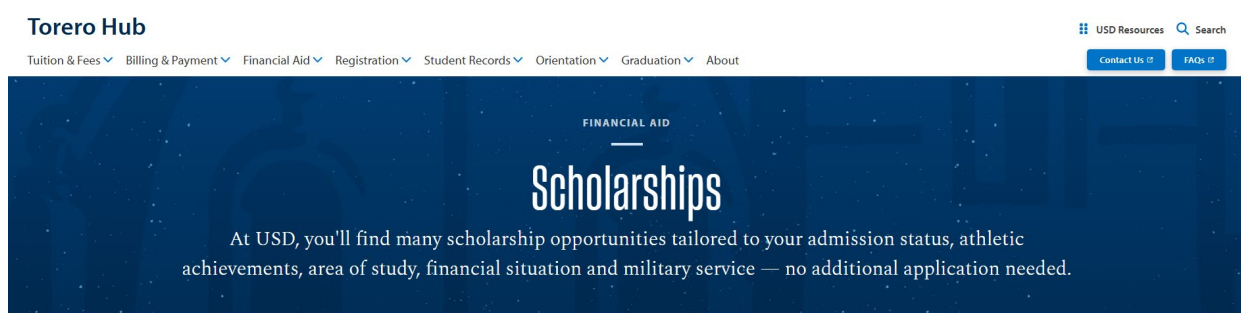 Torero Hub
USD Resources Search
Tuition & Fees Billing & Payment Financial Aid Registration Student Records Orientation Graduation About
Contact Us FAQs
FINANCIAL AID
Scholarships
At USD, you'll find many scholarship opportunities tailored to your admission status, athletic
achievements, area of study, financial situation and military service — no additional application needed.